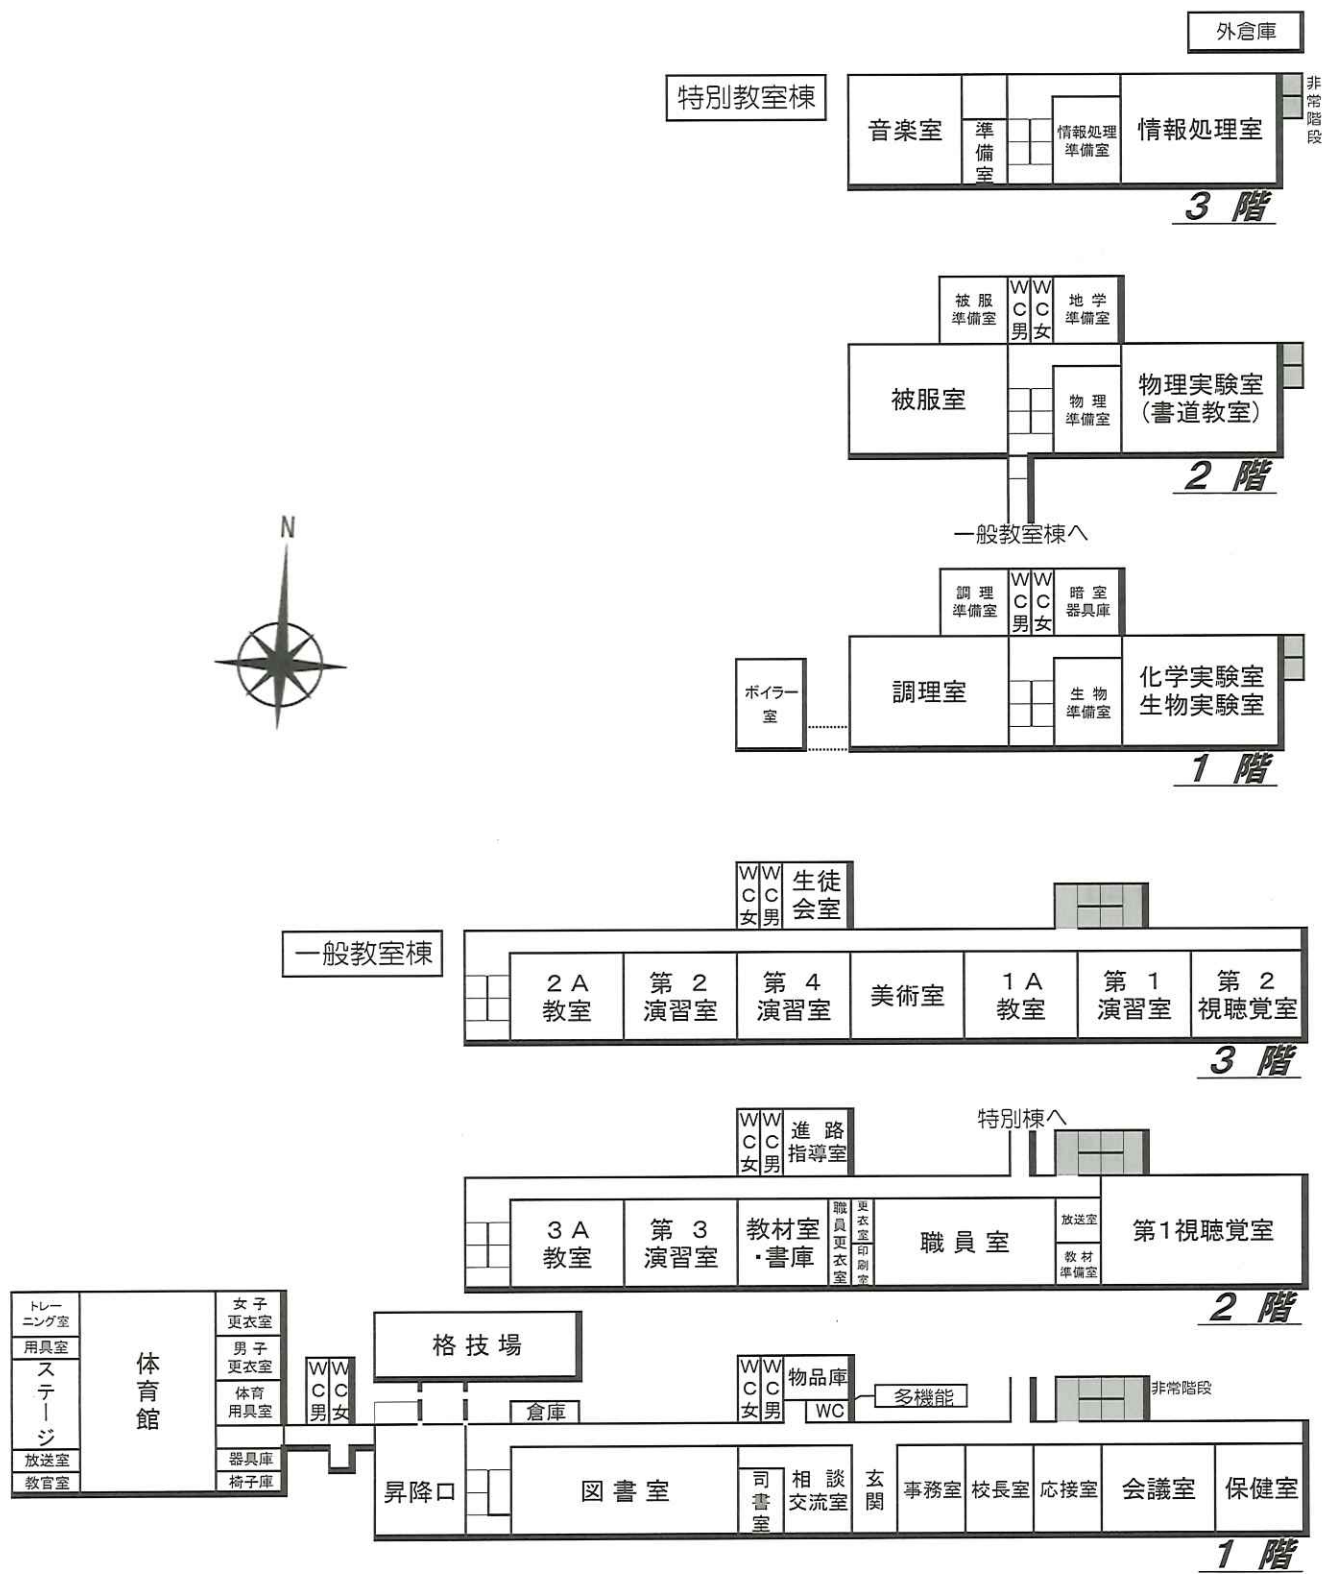 外倉庫
特別教室棟
非常階段
音楽室
準備室
情報処理
準備室
情報処理室
3 階
被 服
準備室
WC男
WC女
地 学
準備室
被服室
物 理
準備室
物理実験室
(書道教室)
2 階
一般教室棟へ
N
調 理
準備室
WC男
WC女
暗 室
器具庫
ボイラー
室
調理室
生 物
準備室
化学実験室
生物実験室
1 階
一般教室棟
WC女
WC男
生徒
会室
2 A
教室
第 2
演習室
第 4
演習室
美術室
1 A
教室
第 1
演習室
第 2
視聴覚室
3 階
WC女
WC男
進 路
指導室
特別棟へ
3 A
教室
第 3
演習室
教材室
・書庫
職員更衣室
更衣室
印刷室
職 員 室
放送室
教 材
準備室
第1視聴覚室
2 階
トレー
ニング室
用具室
ステージ
放送室
教官室
体育館
女 子
更衣室
男 子
更衣室
体育
用具室
器具庫
椅子庫
WC男
WC女
格 技 場
倉庫
WC女
WC男
物品庫
WC
多機能
非常階段
昇降口
図 書 室
司書室
相 談
交流室
玄関
事務室
校長室
応接室
会議室
保健室
1 階